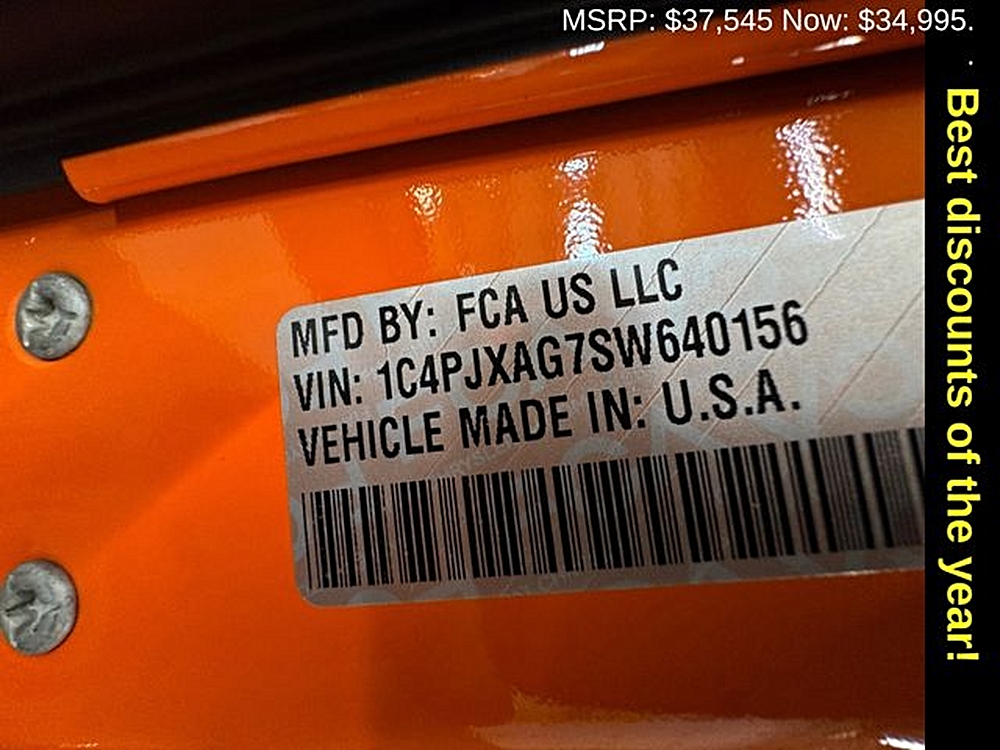 MSRP: $37,545 Now: $34,995.
.
Best discounts of the year!
MFD BY: FCA US LLC
VIN: 1C4PJXAG7SW640156
VEHICLE MADE IN: U.S.A.